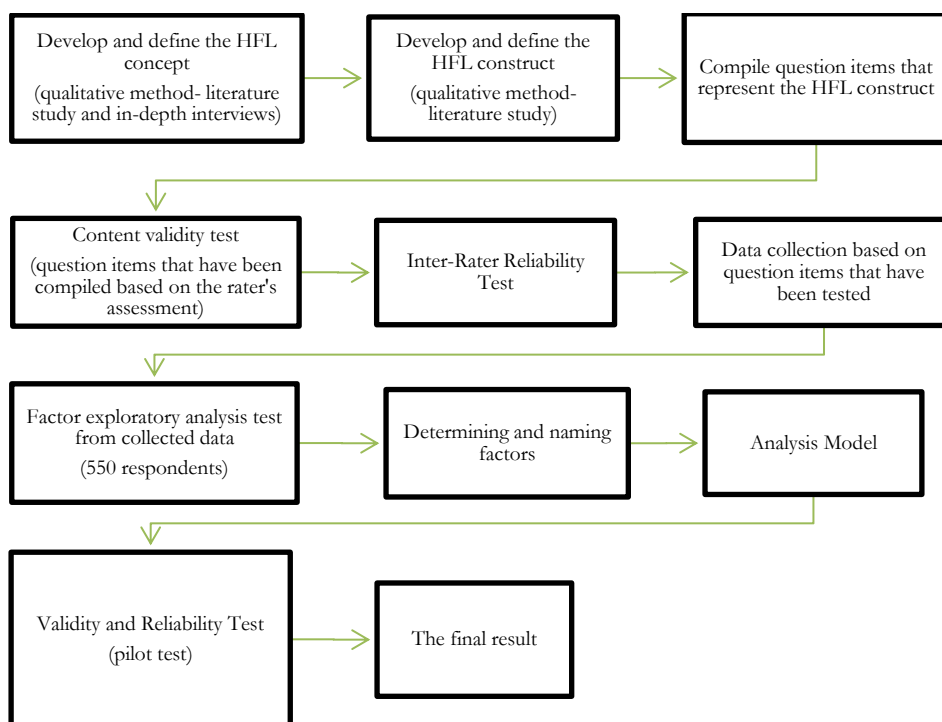 Develop and define the HFL
concept
(qualitative method- literature
study and in-depth interviews)
Develop and define the
HFL construct
(qualitative method-
literature study)
Compile question items that
represent the HFL construct
Content validity test
(question items that have been
compiled based on the rater's
assessment)
Inter-Rater Reliability
Test
Data collection based on
question items that have
been tested
Factor exploratory analysis test
from collected data
(550 respondents)
Determining and naming
factors
Analysis Model
Validity and Reliability Test
(pilot test)
The final result